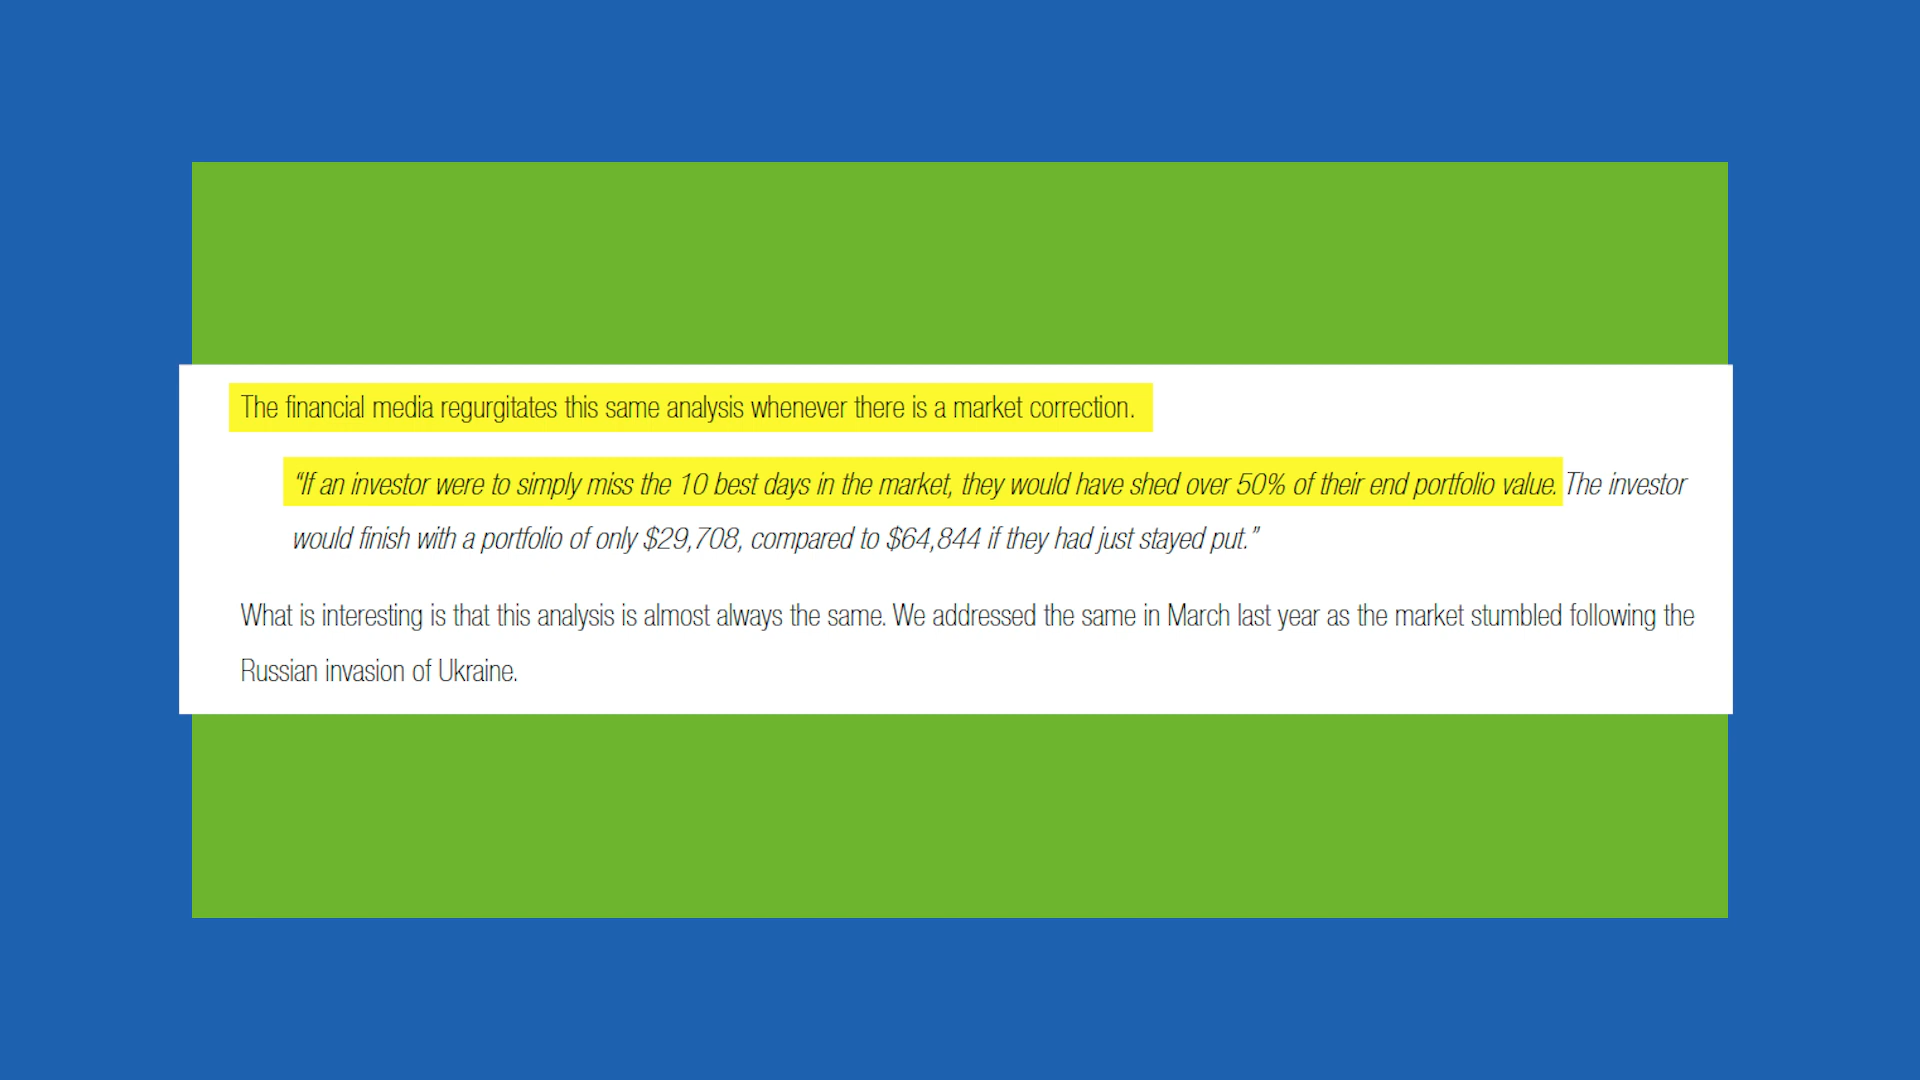 The financial media regurgitates this same analysis whenever there is a market correction.
“If an investor were to simply miss the 10 best days in the market, they would have shed over 50% of their end portfolio value. The investor
would finish with a portfolio of only $29,708, compared to $64,844 if they had just stayed put.”
What is interesting is that this analysis is almost always the same. We addressed the same in March last year as the market stumbled following the
Russian invasion of Ukraine.